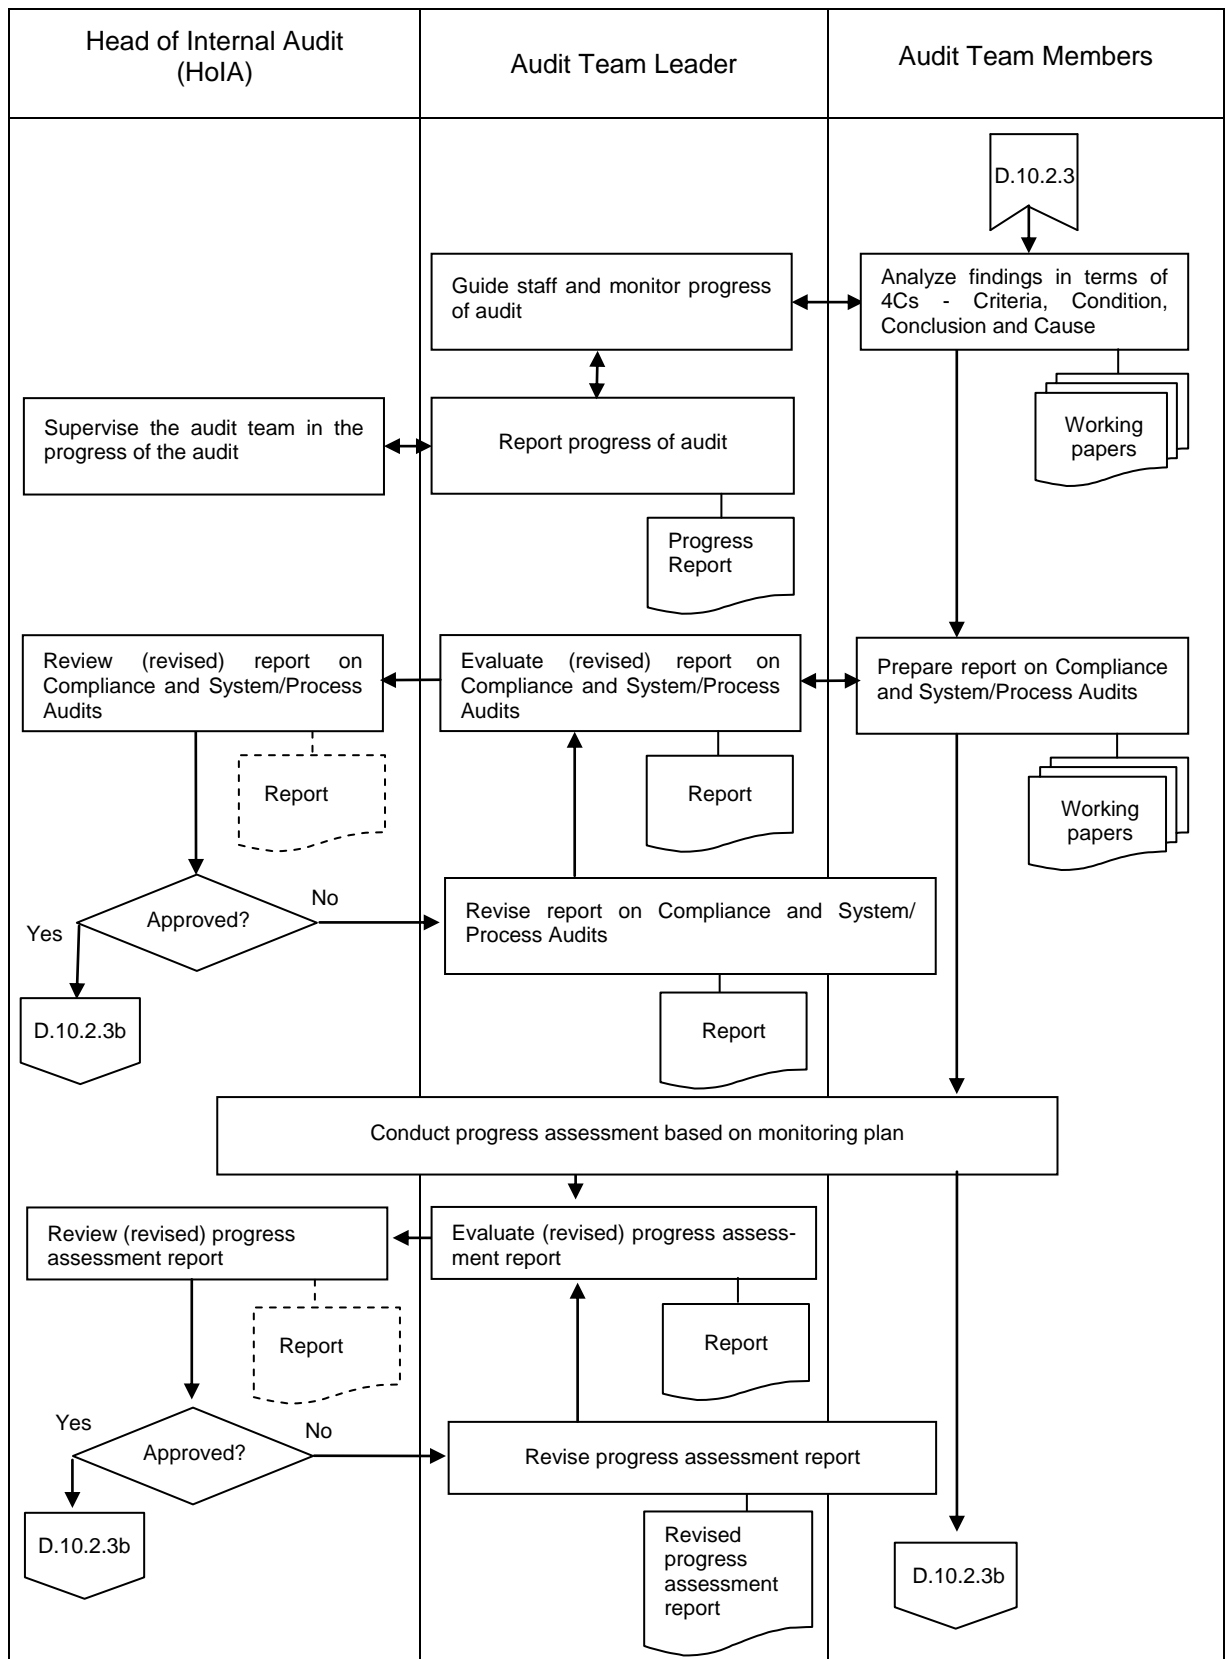 Head of Internal Audit
(HoIA)
Audit Team Leader
Audit Team Members
D.10.2.3
Guide staff and monitor progress
of audit
Analyze findings in terms of
4Cs - Criteria, Condition,
Conclusion and Cause
Working
papers
Supervise the audit team in the
progress of the audit
Report progress of audit
Progress
Report
Review (revised) report on
Compliance and System/Process
Audits
Evaluate (revised) report on
Compliance and System/Process
Audits
Prepare report on Compliance
and System/Process Audits
Report
Report
Working
papers
Approved?
No
Yes
Revise report on Compliance and System/
Process Audits
D.10.2.3b
Report
Conduct progress assessment based on monitoring plan
Review (revised) progress
assessment report
Evaluate (revised) progress assess-
ment report
Report
Report
Yes
Approved?
No
Revise progress assessment report
D.10.2.3b
Revised
progress
assessment
report
D.10.2.3b